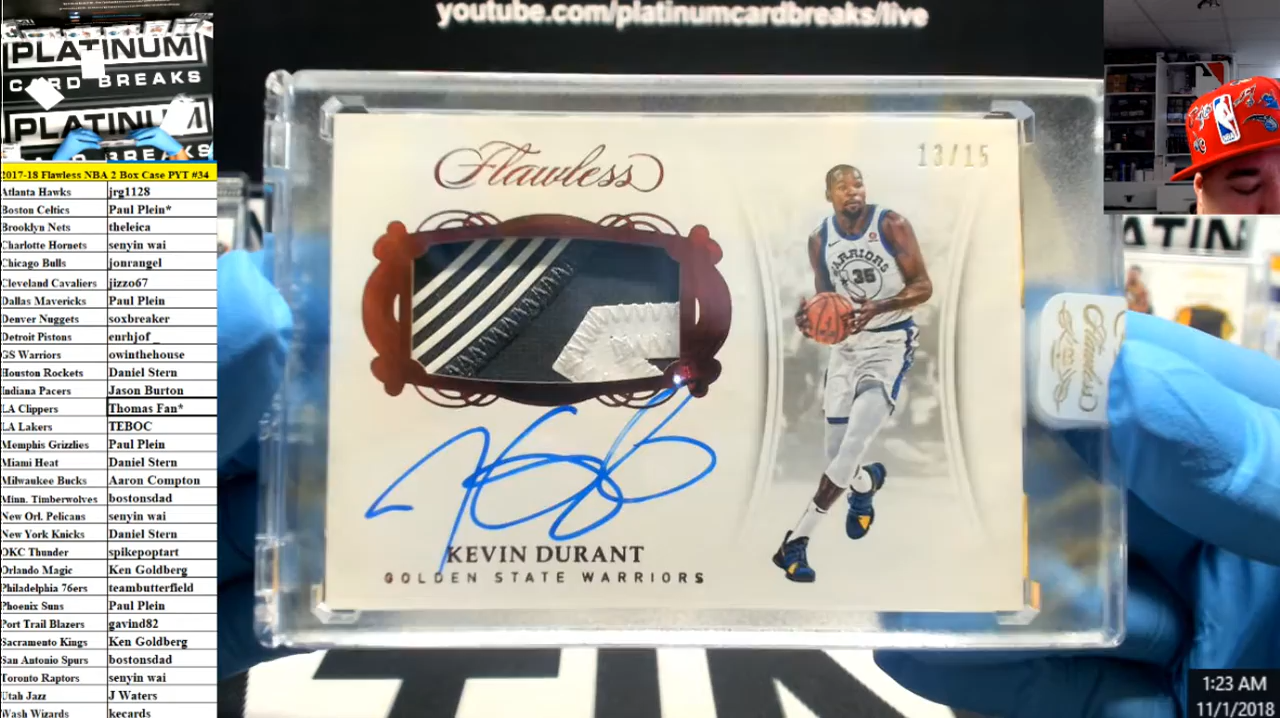 youtube.com/platinumcardbreaks/live
PLATINUM
CARD BREAKS
PLATINUM
2017-18 Flawless NBA 2 Box Case PYT #34
Atlanta Hawks jrg1128
Boston Celtics Paul Plein*
Brooklyn Nets theleica
Charlotte Hornets senyin wai
Chicago Bulls jonrangel
Cleveland Cavaliers jizzo67
Dallas Mavericks Paul Plein
Denver Nuggets soxbreaker
Detroit Pistons enrhjof_
GS Warriors owinthehouse
Houston Rockets Daniel Stern
Indiana Pacers Jason Burton
LA Clippers Thomas Fan*
LA Lakers TEBOC
Memphis Grizzlies Paul Plein
Miami Heat Daniel Stern
Milwaukee Bucks Aaron Compton
Minn. Timberwolves bostonsdad
New Orl. Pelicans senyin wai
New York Knicks Daniel Stern
OKC Thunder spikepoptart
Orlando Magic Ken Goldberg
Philadelphia 76ers teambutterfield
Phoenix Suns Paul Plein
Port Trail Blazers gavind82
Sacramento Kings Ken Goldberg
San Antonio Spurs bostonsdad
Toronto Raptors senyin wai
Utah Jazz J Waters
Wash Wizards kecards
Flawless
13/15
WARRIORS
35
KEVIN DURANT
GOLDEN STATE WARRIORS
Flawless
NBA
ATIN
TIN
1:23 AM
11/1/2018